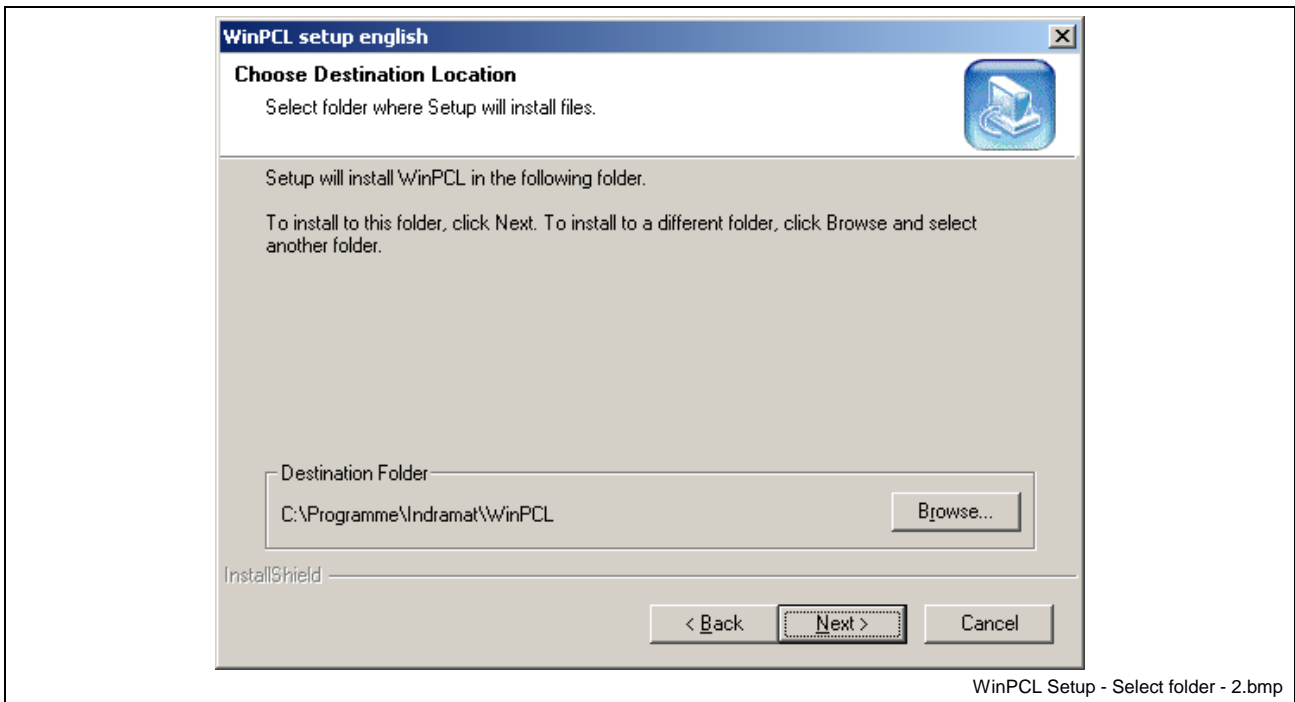 WinPCL setup english
Choose Destination Location
Select folder where Setup will install files.
Setup will install WinPCL in the following folder.
To install to this folder, click Next. To install to a different folder, click Browse and select
another folder.
Destination Folder
C:\Programme\Indramat\WinPCL
Browse...
InstallShield
< Back
Next >
Cancel
WinPCL Setup - Select folder - 2.bmp